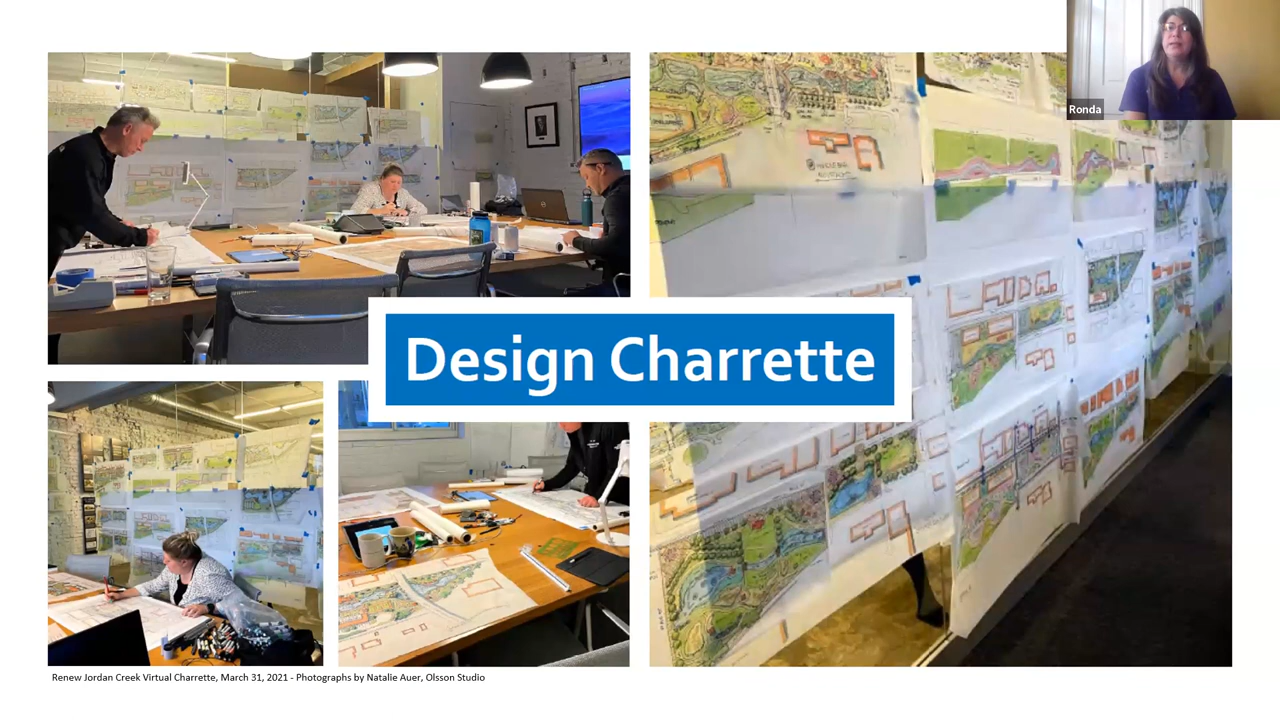 Ronda
Design Charrette
Renew Jordan Creek Virtual Charrette, March 31, 2021 - Photographs by Natalie Auer, Olsson Studio